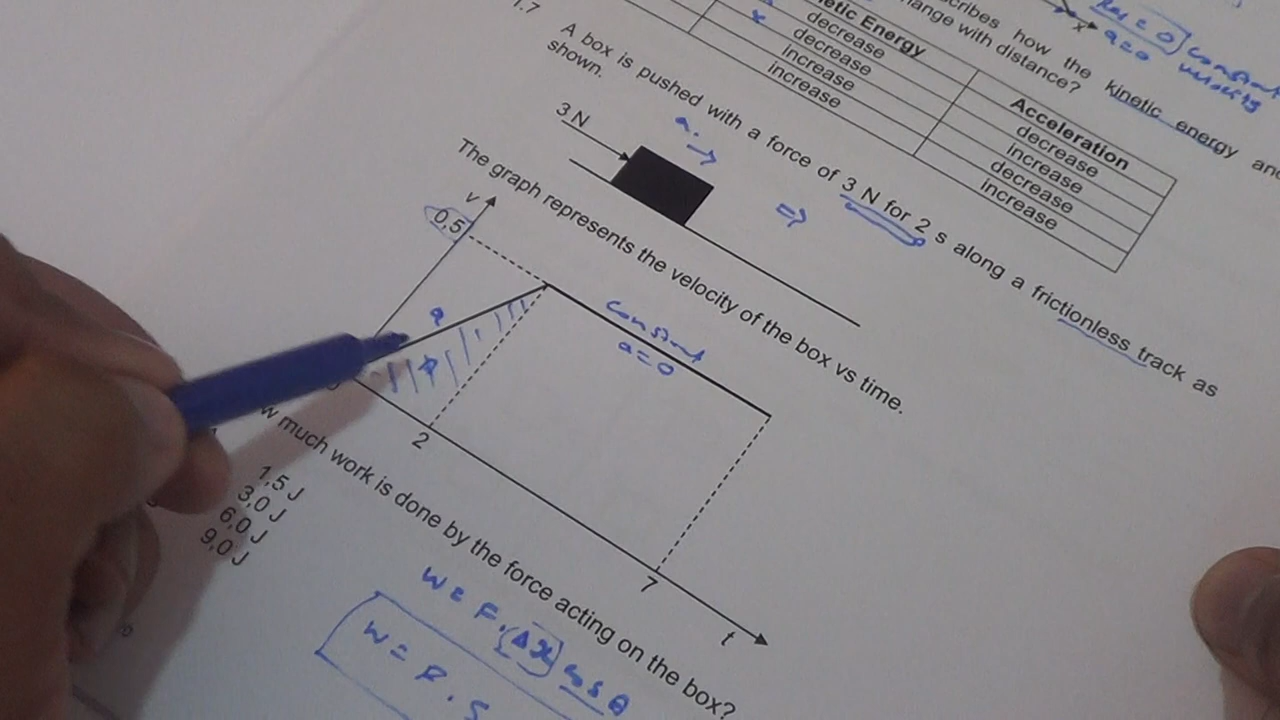 scribes how the kinetic energy and
hange with distance?
Res = 0 constant
a=0 velocity
x
etic Energy
Acceleration
decrease
decrease
decrease
increase
increase
decrease
increase
increase
1.7
A box is pushed with a force of 3 N for 2 s along a frictionless track as
shown.
3 N
a.
⇒
The graph represents the velocity of the box vs time.
v
0,5
a
constant
a=0
2
7
t
w much work is done by the force acting on the box?
1,5 J
3,0 J
6,0 J
9,0 J
W = F. Δx cos θ
W = F. S